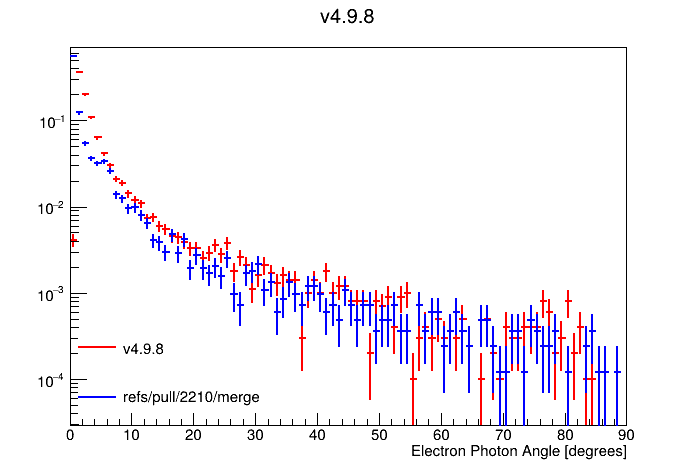 v4.9.8
10⁻¹
10⁻²
10⁻³
10⁻⁴
v4.9.8
refs/pull/2210/merge
0 10 20 30 40 50 60 70 80 90
Electron Photon Angle [degrees]